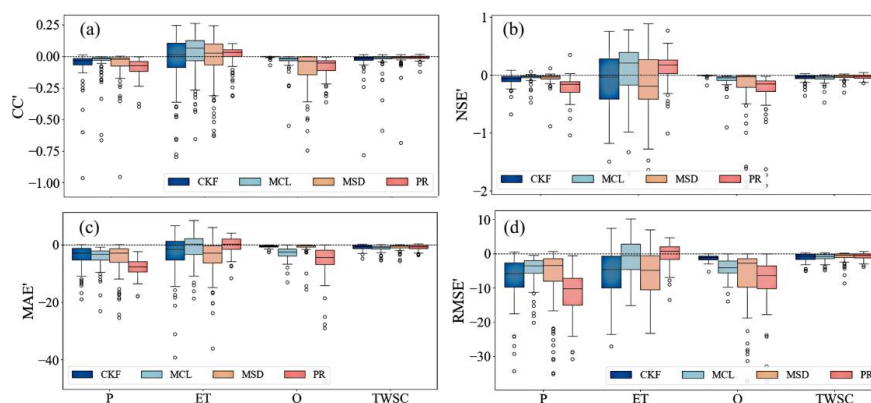 (a)
CC'
0.25
0.00
−0.25
−0.50
−0.75
−1.00
CKF MCL MSD PR
(b)
NSE'
1
0
−1
−2
CKF MCL MSD PR
(c)
MAE'
0
−20
−40
CKF MCL MSD PR
P ET Q TWSC
(d)
RMSE'
10
0
−10
−20
−30
CKF MCL MSD PR
P ET Q TWSC